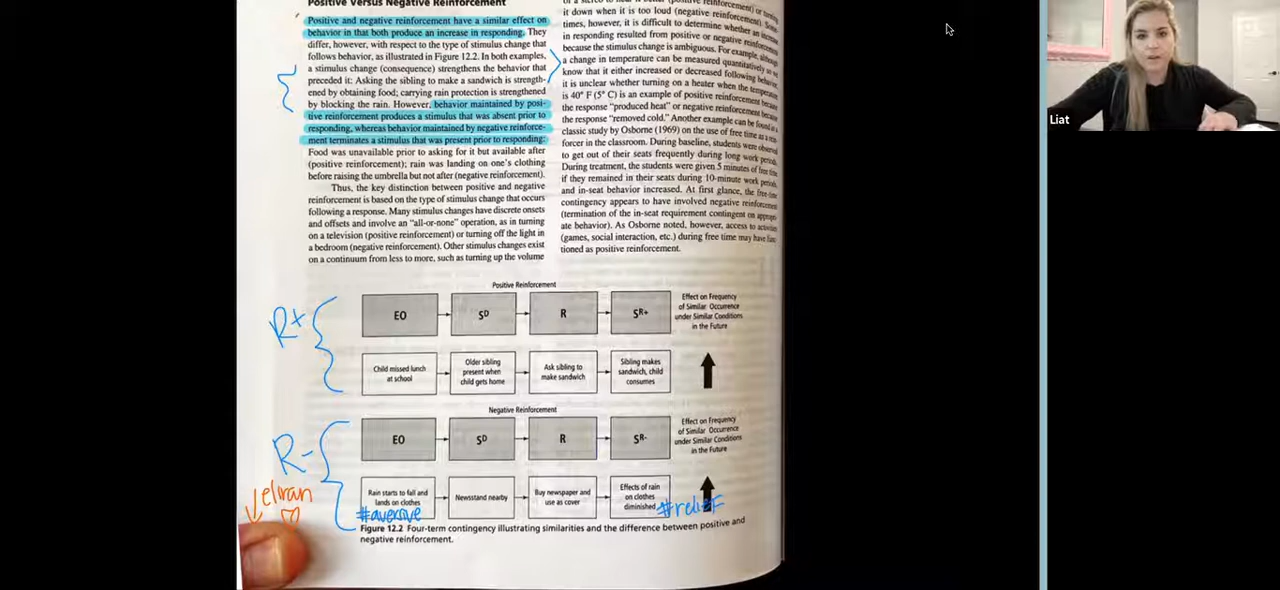 Positive Versus Negative Reinforcement
Positive and negative reinforcement have a similar effect on
behavior in that both produce an increase in responding. They
differ, however, with respect to the type of stimulus change that
follows behavior, as illustrated in Figure 12.2. In both examples,
a stimulus change (consequence) strengthens the behavior that
preceded it: Asking the sibling to make a sandwich is strength-
ened by obtaining food; carrying rain protection is strengthened
by blocking the rain. However, behavior maintained by posi-
tive reinforcement produces a stimulus that was absent prior to
responding, whereas behavior maintained by negative reinforce-
ment terminates a stimulus that was present prior to responding:
Food was unavailable prior to asking for it but available after
(positive reinforcement); rain was landing on one's clothing
before raising the umbrella but not after (negative reinforcement).
Thus, the key distinction between positive and negative
reinforcement is based on the type of stimulus change that occurs
following a response. Many stimulus changes have discrete onsets
and offsets and involve an "all-or-none" operation, as in turning
on a television (positive reinforcement) or turning off the light in
a bedroom (negative reinforcement). Other stimulus changes exist
on a continuum from less to more, such as turning up the volume
it down when it is too loud (negative reinforcement).
times, however, it is difficult to determine whether an increase
in responding resulted from positive or negative reinforcement
because the stimulus change is ambiguous. For example, although
a change in temperature can be measured quantitatively so we
know that it either increased or decreased following behavior,
it is unclear whether turning on a heater when the temperature
is 40° F (5° C) is an example of positive reinforcement because
the response "produced heat" or negative reinforcement because
the response "removed cold." Another example can be found in a
classic study by Osborne (1969) on the use of free time as a rein-
forcer in the classroom. During baseline, students were observed
to get out of their seats frequently during long work periods.
During treatment, the students were given 5 minutes of free time
if they remained in their seats during 10-minute work periods,
and in-seat behavior increased. At first glance, the free-time
contingency appears to have involved negative reinforcement
(termination of the in-seat requirement contingent on appropri-
ate behavior). As Osborne noted, however, access to activities
(games, social interaction, etc.) during free time may have func-
tioned as positive reinforcement.
Liat
Positive Reinforcement
R+
EO
SD
R
SR+
Effect on Frequency
of Similar Occurrence
under Similar Conditions
in the Future
Child missed lunch
at school
Older sibling
present when
child gets home
Ask sibling to
make sandwich
Sibling makes
sandwich, child
consumes
Negative Reinforcement
R-
EO
SD
R
SR-
Effect on Frequency
of Similar Occurrence
under Similar Conditions
in the Future
Rain starts to fall and
lands on clothes
Newsstand nearby
Buy newspaper and
use as cover
Effects of rain
on clothes
diminished
eliran
#aversive
#relief
Figure 12.2 Four-term contingency illustrating similarities and the difference between positive and
negative reinforcement.